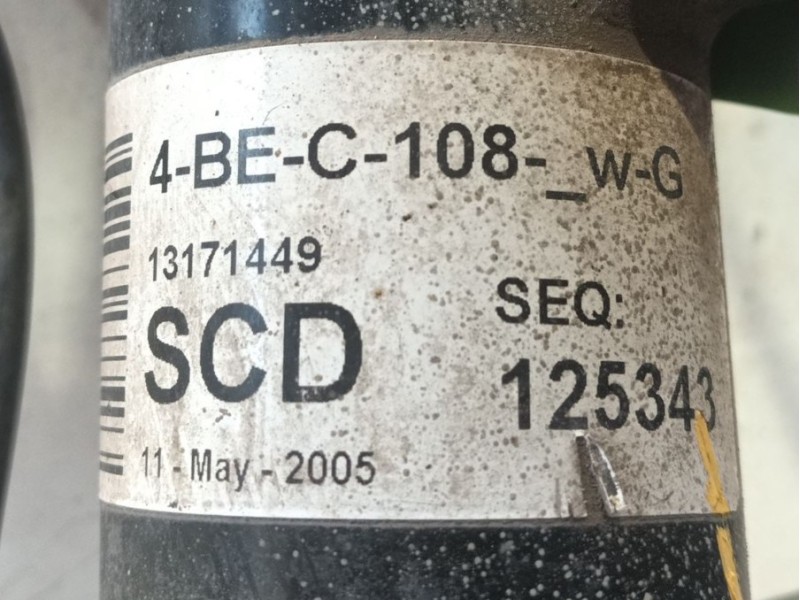 4-BE-C-108-_w-G
13171449
SCD
SEQ:
125343
11 - May - 2005